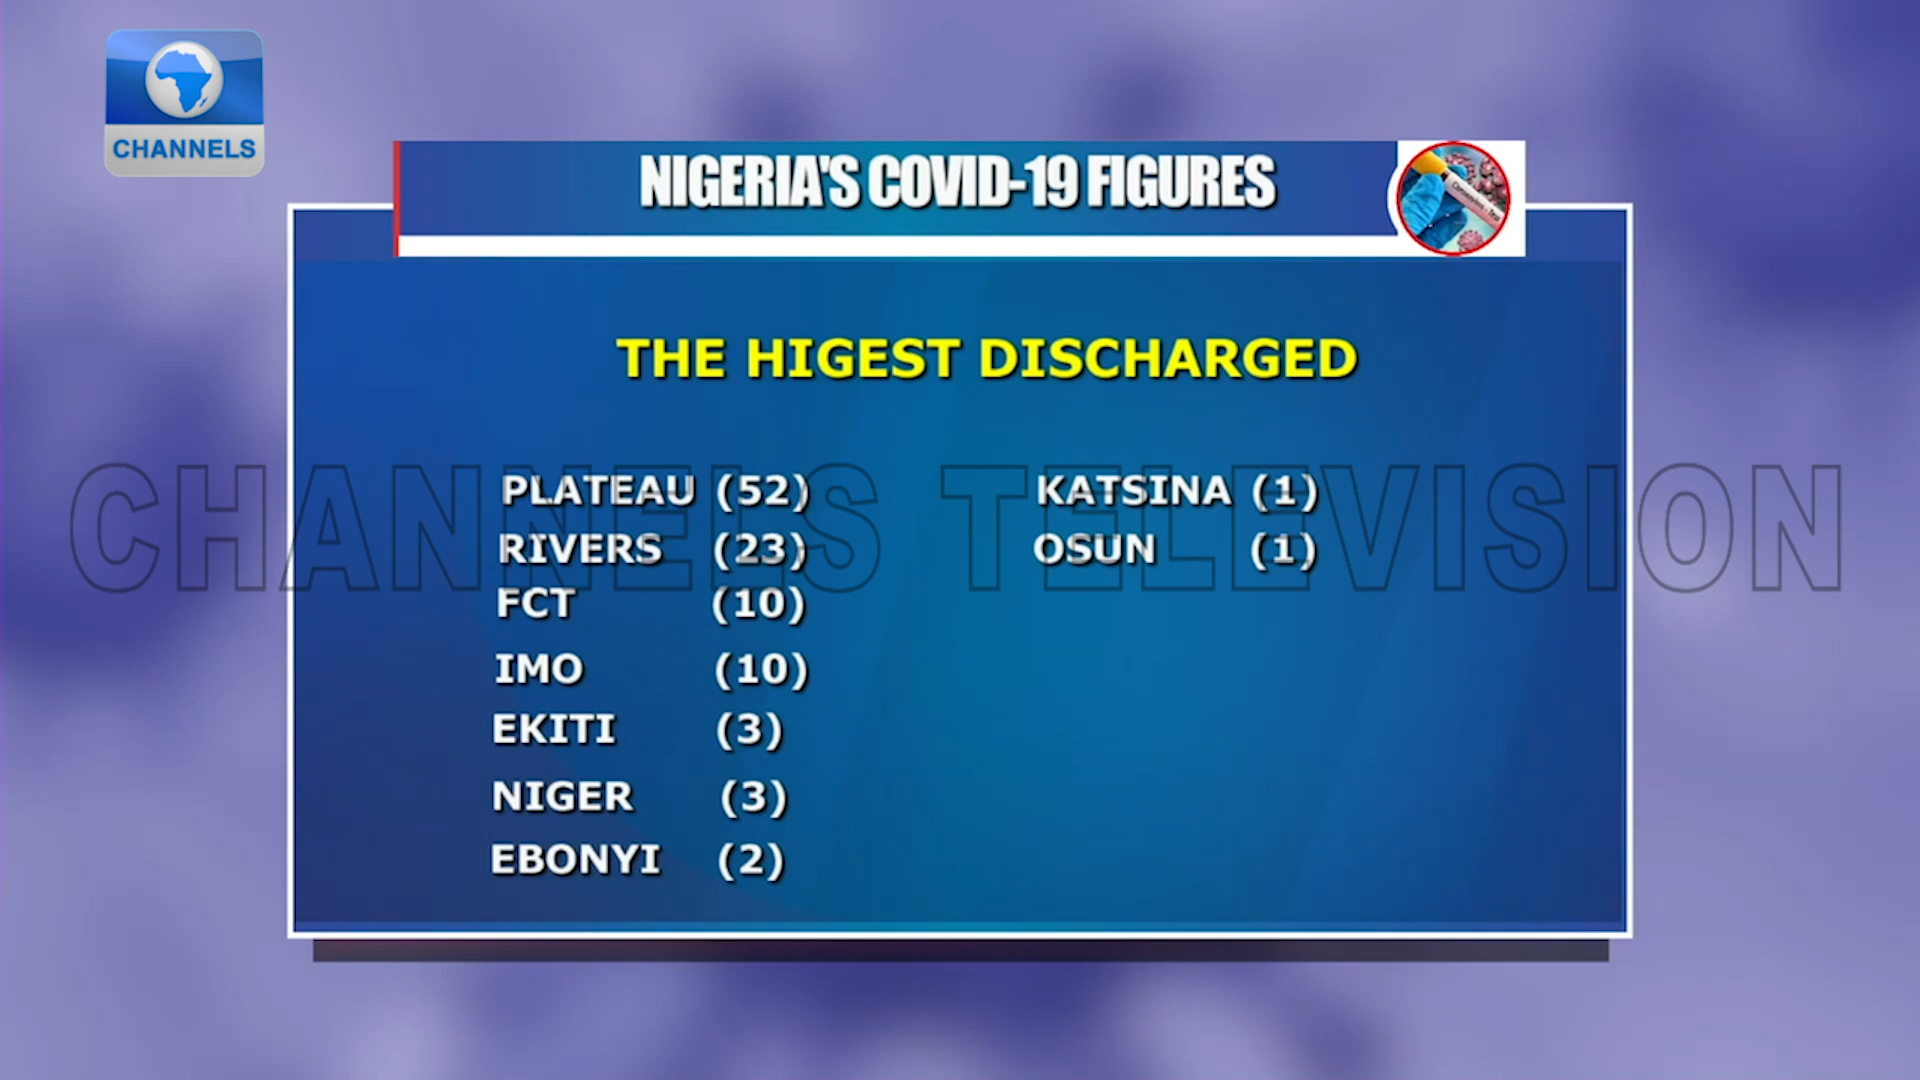 CHANNELS
NIGERIA'S COVID-19 FIGURES
THE HIGEST DISCHARGED
PLATEAU (52)
RIVERS (23)
FCT (10)
IMO (10)
EKITI (3)
NIGER (3)
EBONYI (2)
KATSINA (1)
OSUN (1)
CHANNELS TELEVISION